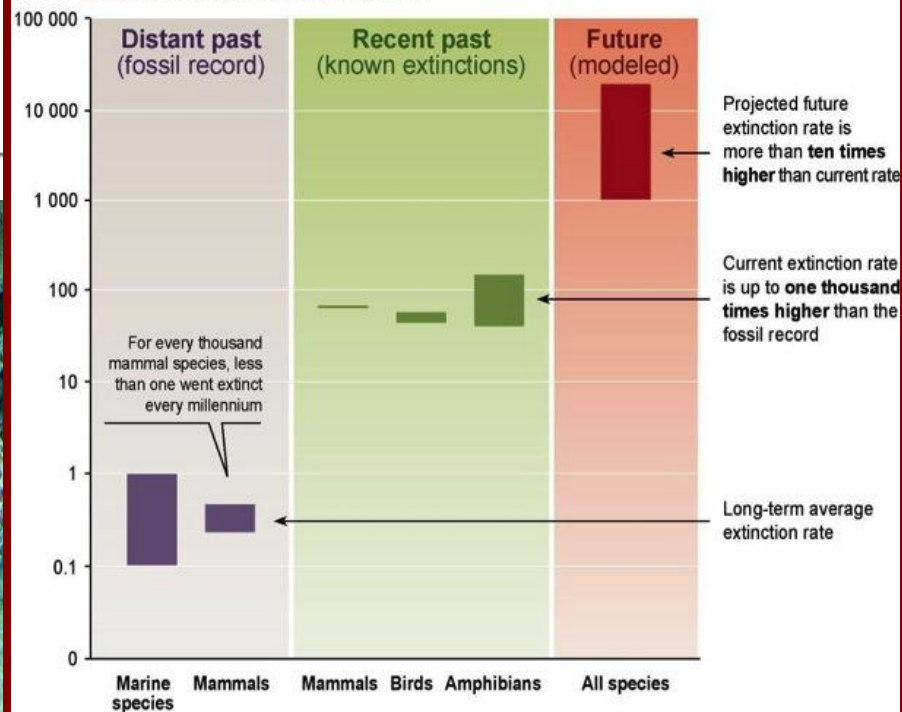 100 000
10 000
1 000
100
10
1
0.1
0
Distant past
(fossil record)
Recent past
(known extinctions)
Future
(modeled)
For every thousand
mammal species, less
than one went extinct
every millennium
Projected future
extinction rate is
more than ten times
higher than current rate
Current extinction rate
is up to one thousand
times higher than the
fossil record
Long-term average
extinction rate
Marine
species
Mammals
Mammals
Birds
Amphibians
All species